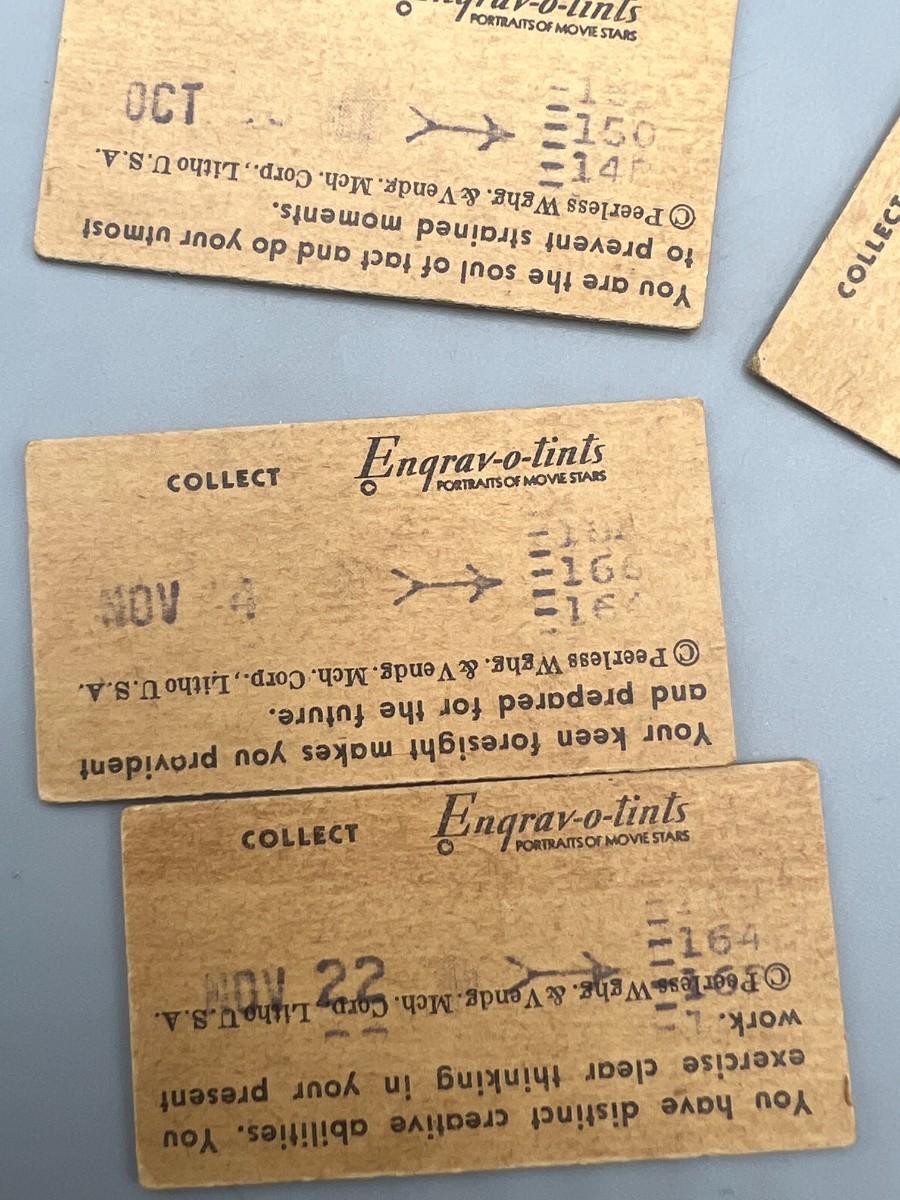 Engrav-o-tints
PORTRAITS OF MOVIE STARS
OCT
150
You are the soul of tact and do your utmost
to prevent strained moments.
© Peerless Wghg. & Vendg. Mch. Corp., Litho U.S.A.
COLLECT
COLLECT Engrav-o-tints
PORTRAITS OF MOVIE STARS
NOV 4
166
Your keen foresight makes you provident
and prepared for the future.
© Peerless Wghg. & Vendg. Mch. Corp., Litho U.S.A.
COLLECT Engrav-o-tints
PORTRAITS OF MOVIE STARS
NOV 22
164
You have distinct creative abilities. You
exercise clear thinking in your present
work.
© Peerless Wghg. & Vendg. Mch. Corp., Litho U.S.A.